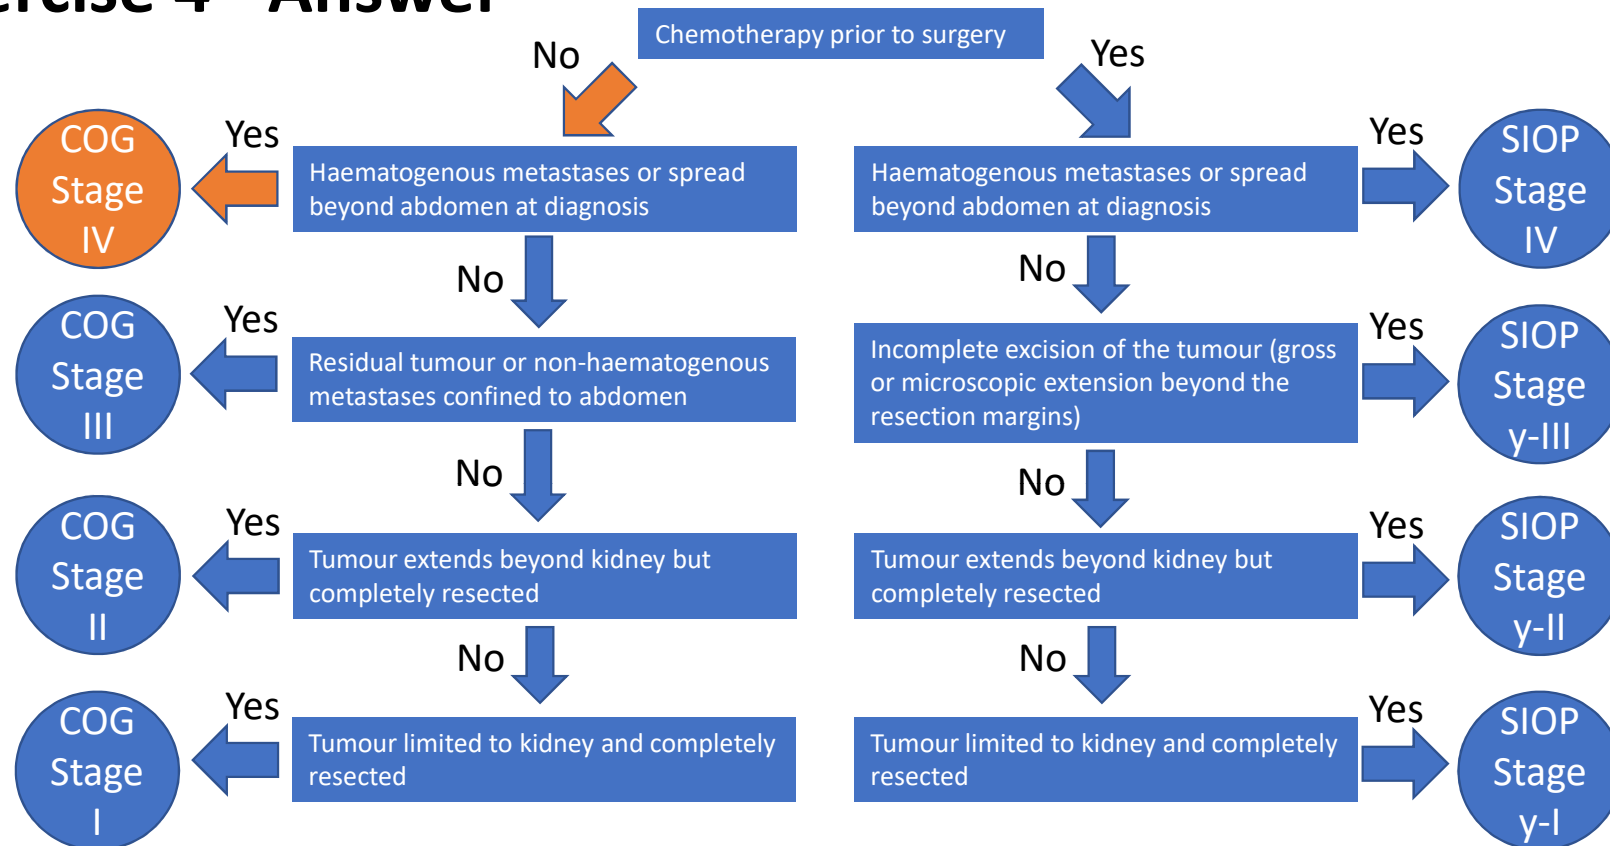 ercise 4 - Answer
Chemotherapy prior to surgery
No
Yes
COG
Stage
IV
Yes
Haematogenous metastases or spread
beyond abdomen at diagnosis
Haematogenous metastases or spread
beyond abdomen at diagnosis
Yes
SIOP
Stage
IV
No
No
COG
Stage
III
Yes
Residual tumour or non-haematogenous
metastases confined to abdomen
Incomplete excision of the tumour (gross
or microscopic extension beyond the
resection margins)
Yes
SIOP
Stage
y-III
No
No
COG
Stage
II
Yes
Tumour extends beyond kidney but
completely resected
Tumour extends beyond kidney but
completely resected
Yes
SIOP
Stage
y-II
No
No
COG
Stage
I
Yes
Tumour limited to kidney and completely
resected
Tumour limited to kidney and completely
resected
Yes
SIOP
Stage
y-I